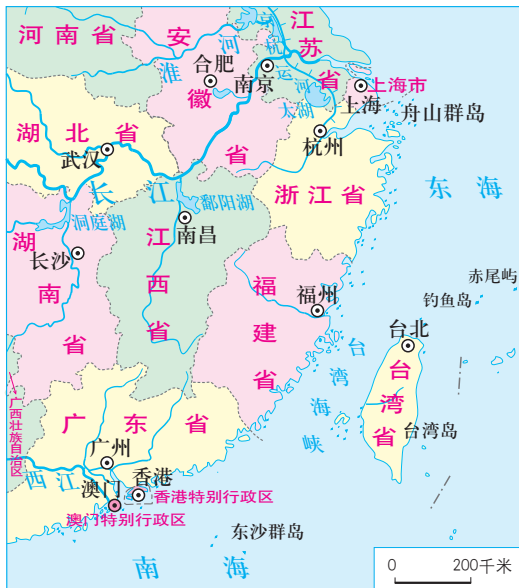 河南省
安徽省
江苏省
淮河
京杭运河
合肥
南京
上海市
上海
太湖
舟山群岛
湖北省
武汉
杭州
长江
浙江省
东海
洞庭湖
鄱阳湖
南昌
湖南省
长沙
江西省
福建省
福州
赤尾屿
钓鱼岛
台北
台湾海峡
台湾省
台湾岛
广西壮族自治区
广东省
广州
西江
澳门
香港
香港特别行政区
澳门特别行政区
东沙群岛
南海
0 200千米